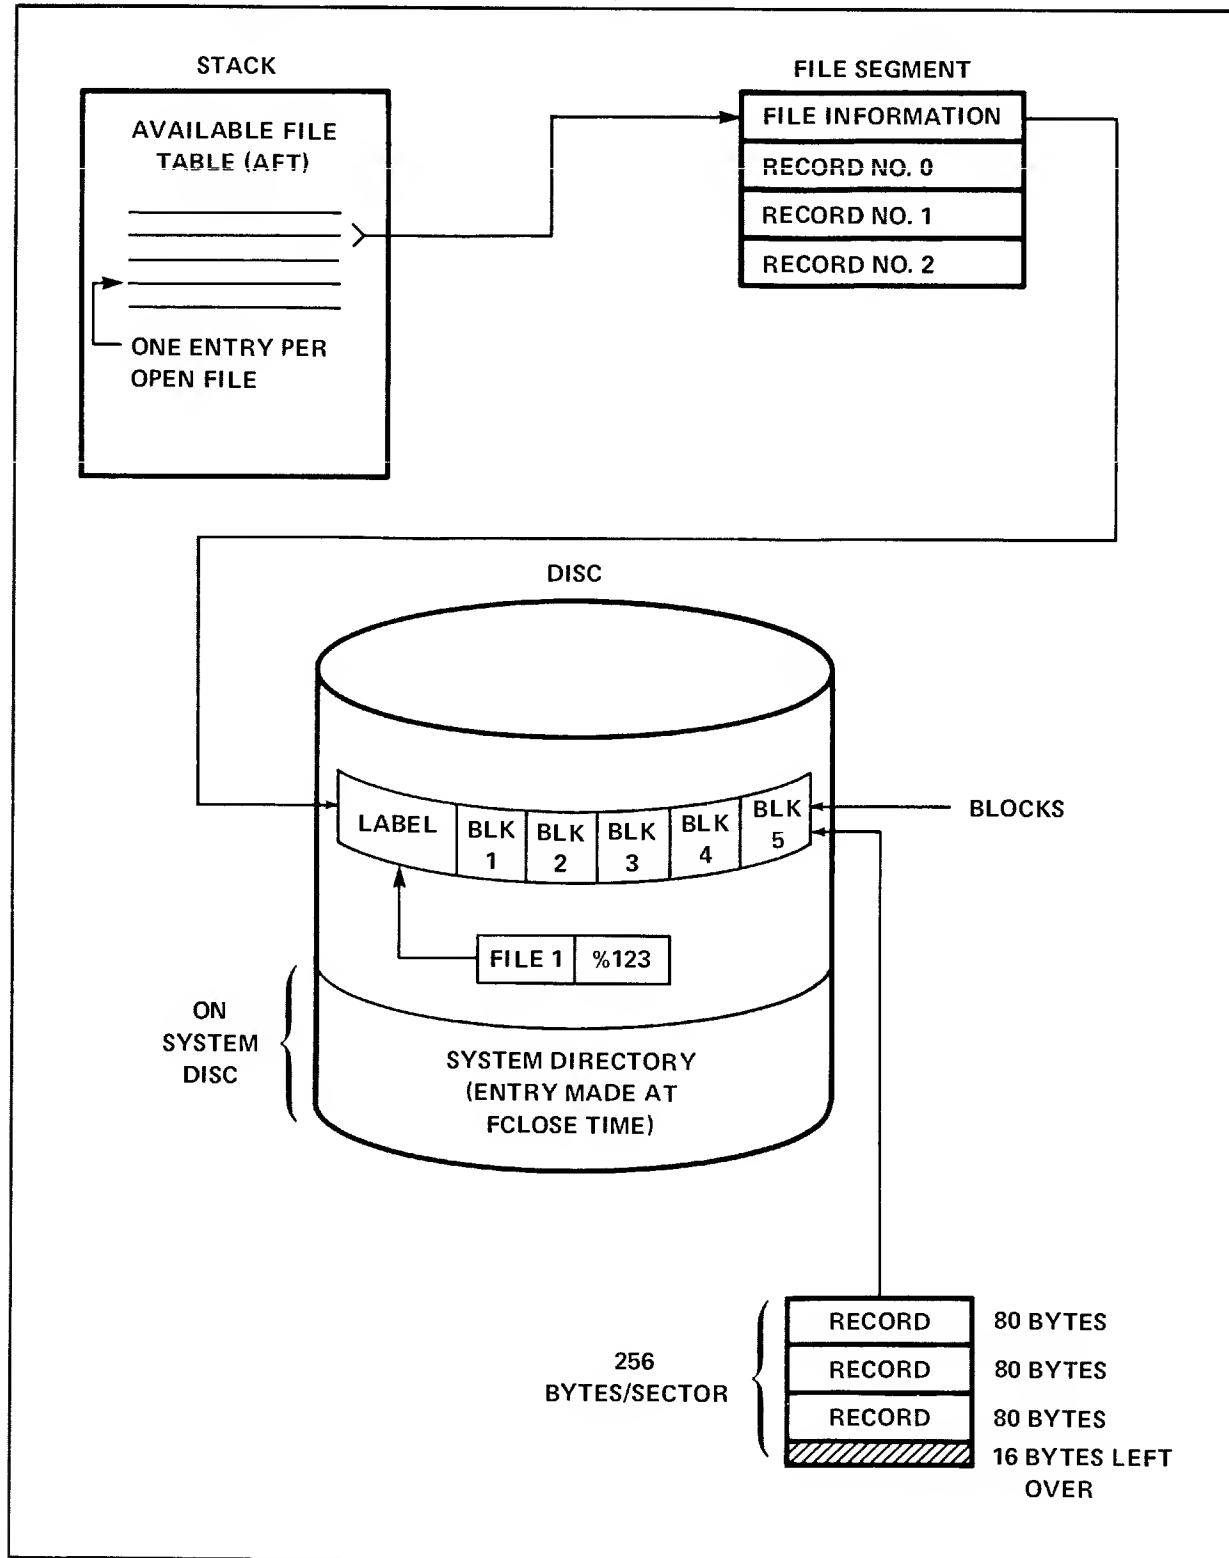 STACK
AVAILABLE FILE
TABLE (AFT)
ONE ENTRY PER
OPEN FILE
FILE SEGMENT
FILE INFORMATION
RECORD NO. 0
RECORD NO. 1
RECORD NO. 2
DISC
LABEL
BLK
1
BLK
2
BLK
3
BLK
4
BLK
5
BLOCKS
FILE 1
%123
ON
SYSTEM
DISC
SYSTEM DIRECTORY
(ENTRY MADE AT
FCLOSE TIME)
256
BYTES/SECTOR
RECORD
80 BYTES
RECORD
80 BYTES
RECORD
80 BYTES
16 BYTES LEFT
OVER